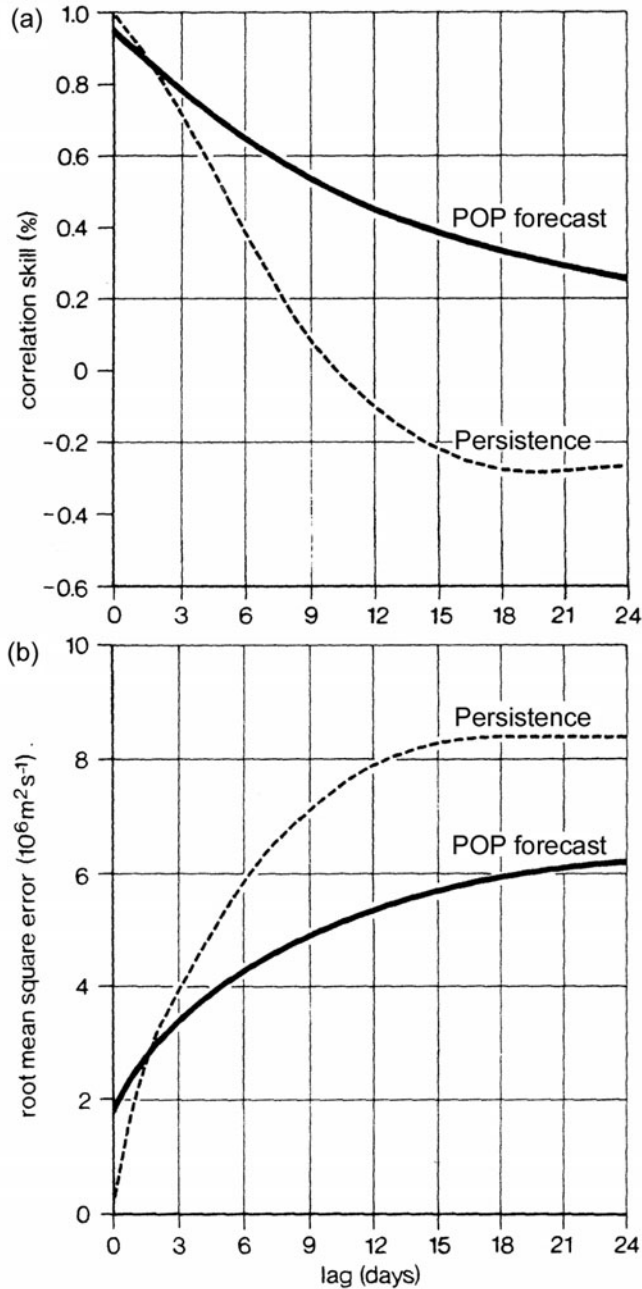 (a)
1.0
0.8
0.6
0.4
0.2
0
−0.2
−0.4
−0.6
correlation skill (%)
POP forecast
Persistence
0 3 6 9 12 15 18 21 24
(b)
10
8
6
4
2
0
root mean square error (10⁶m²s⁻¹) .
Persistence
POP forecast
0 3 6 9 12 15 18 21 24
lag (days)